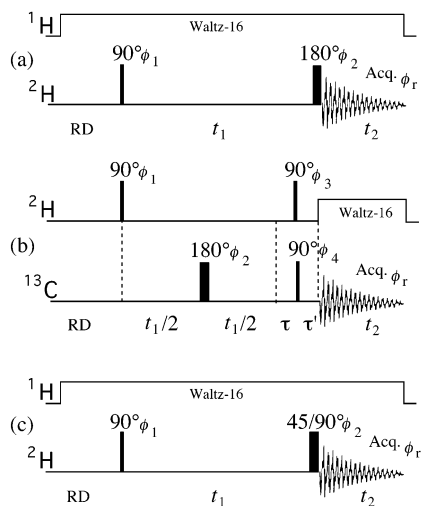 ¹H Waltz-16
(a) 90°ϕ₁ 180°ϕ₂ Acq. ϕᵣ
²H
RD t₁ t₂
90°ϕ₁ 90°ϕ₃
²H Waltz-16
(b) 180°ϕ₂ 90°ϕ₄ Acq. ϕᵣ
¹³C
RD t₁/2 t₁/2 τ τ' t₂
¹H Waltz-16
(c) 90°ϕ₁ 45/90°ϕ₂ Acq. ϕᵣ
²H
RD t₁ t₂